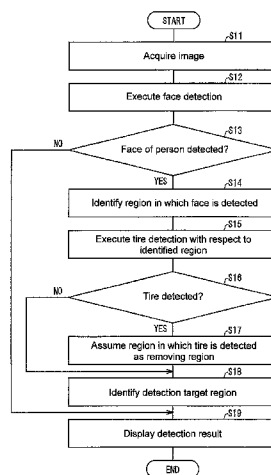 START
S11
Acquire image
S12
Execute face detection
S13
NO
Face of person detected?
YES
S14
Identify region in which face is detected
S15
Execute tire detection with respect to
identified region
S16
NO
Tire detected?
YES
S17
Assume region in which tire is detected
as removing region
S18
Identify detection target region
S19
Display detection result
END